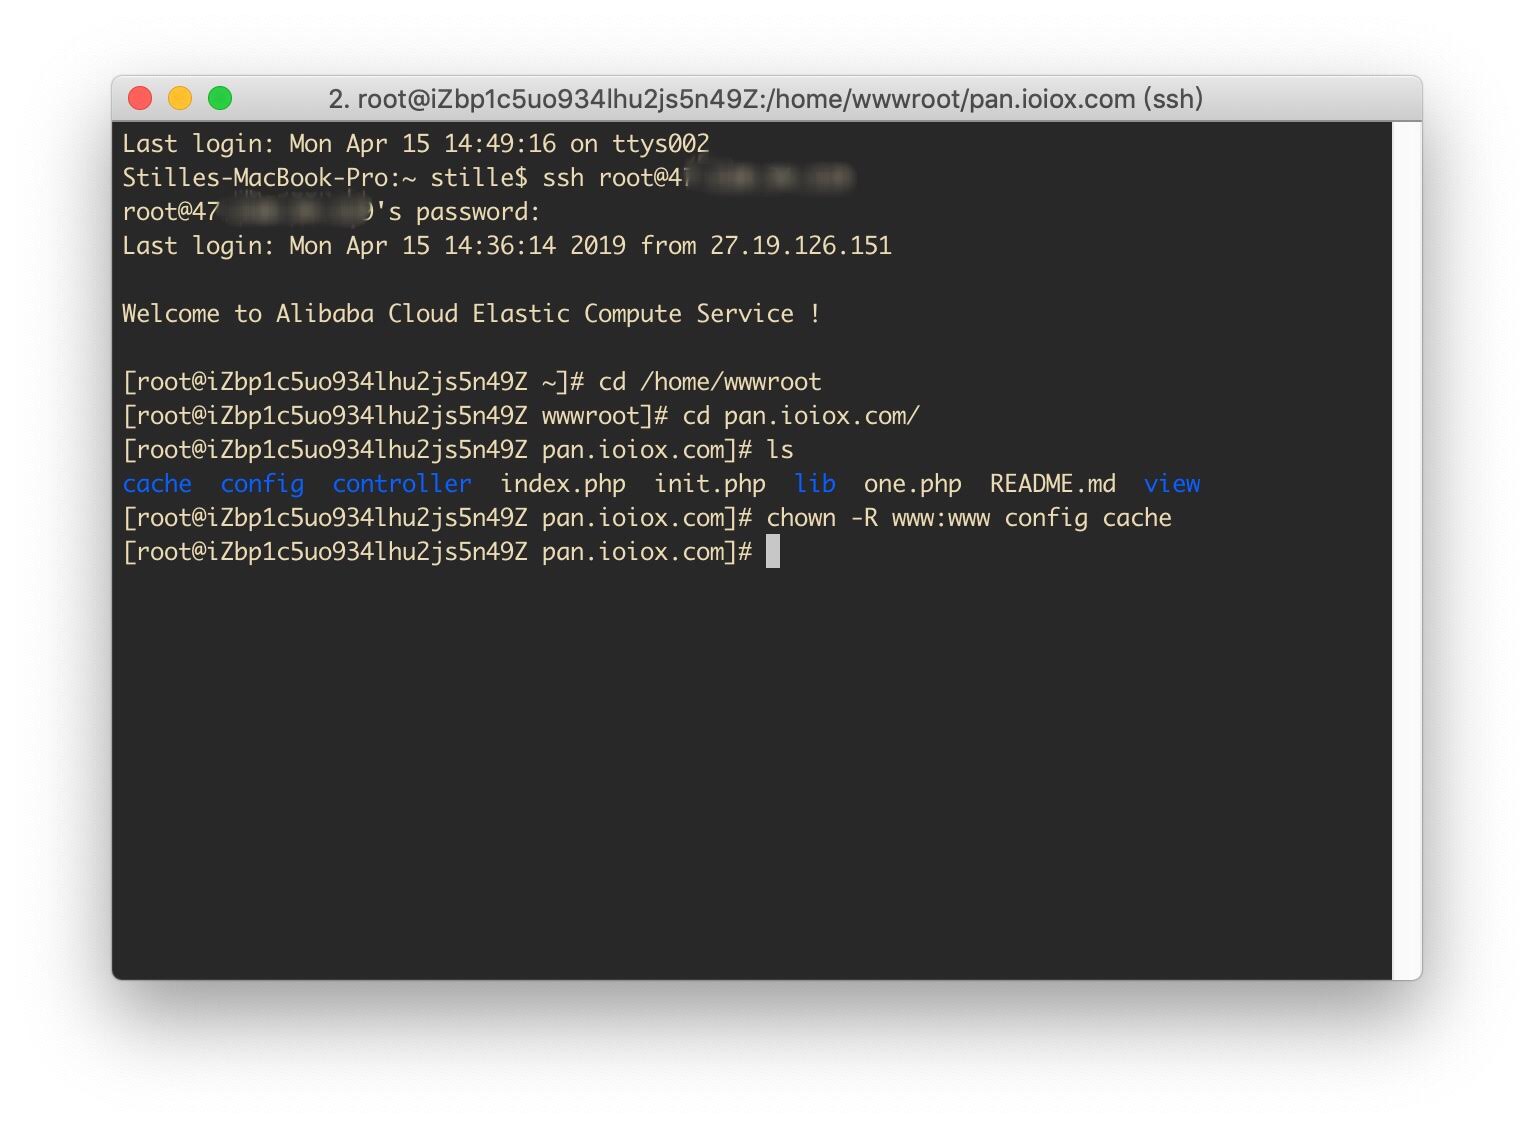 2. root@iZbp1c5uo934lhu2js5n49Z:/home/wwwroot/pan.ioiox.com (ssh)
Last login: Mon Apr 15 14:49:16 on ttys002
Stilles-MacBook-Pro:~ stille$ ssh root@47
root@47 9's password:
Last login: Mon Apr 15 14:36:14 2019 from 27.19.126.151
Welcome to Alibaba Cloud Elastic Compute Service !
[root@iZbp1c5uo934lhu2js5n49Z ~]# cd /home/wwwroot
[root@iZbp1c5uo934lhu2js5n49Z wwwroot]# cd pan.ioiox.com/
[root@iZbp1c5uo934lhu2js5n49Z pan.ioiox.com]# ls
cache config controller index.php init.php lib one.php README.md view
[root@iZbp1c5uo934lhu2js5n49Z pan.ioiox.com]# chown -R www:www config cache
[root@iZbp1c5uo934lhu2js5n49Z pan.ioiox.com]#